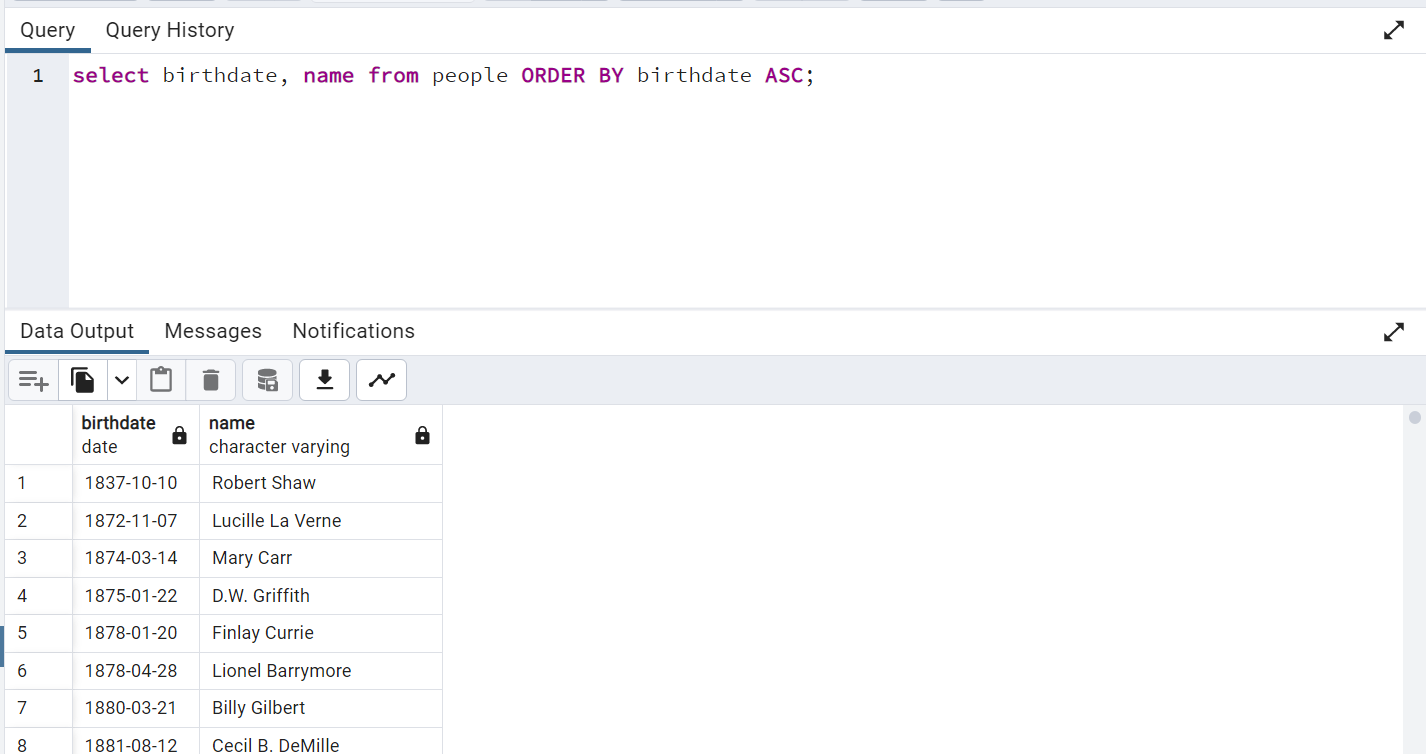 Query Query History
1 select birthdate, name from people ORDER BY birthdate ASC;
Data Output Messages Notifications
birthdate name
date character varying
1 1837-10-10 Robert Shaw
2 1872-11-07 Lucille La Verne
3 1874-03-14 Mary Carr
4 1875-01-22 D.W. Griffith
5 1878-01-20 Finlay Currie
6 1878-04-28 Lionel Barrymore
7 1880-03-21 Billy Gilbert
8 1881-08-12 Cecil B. DeMille